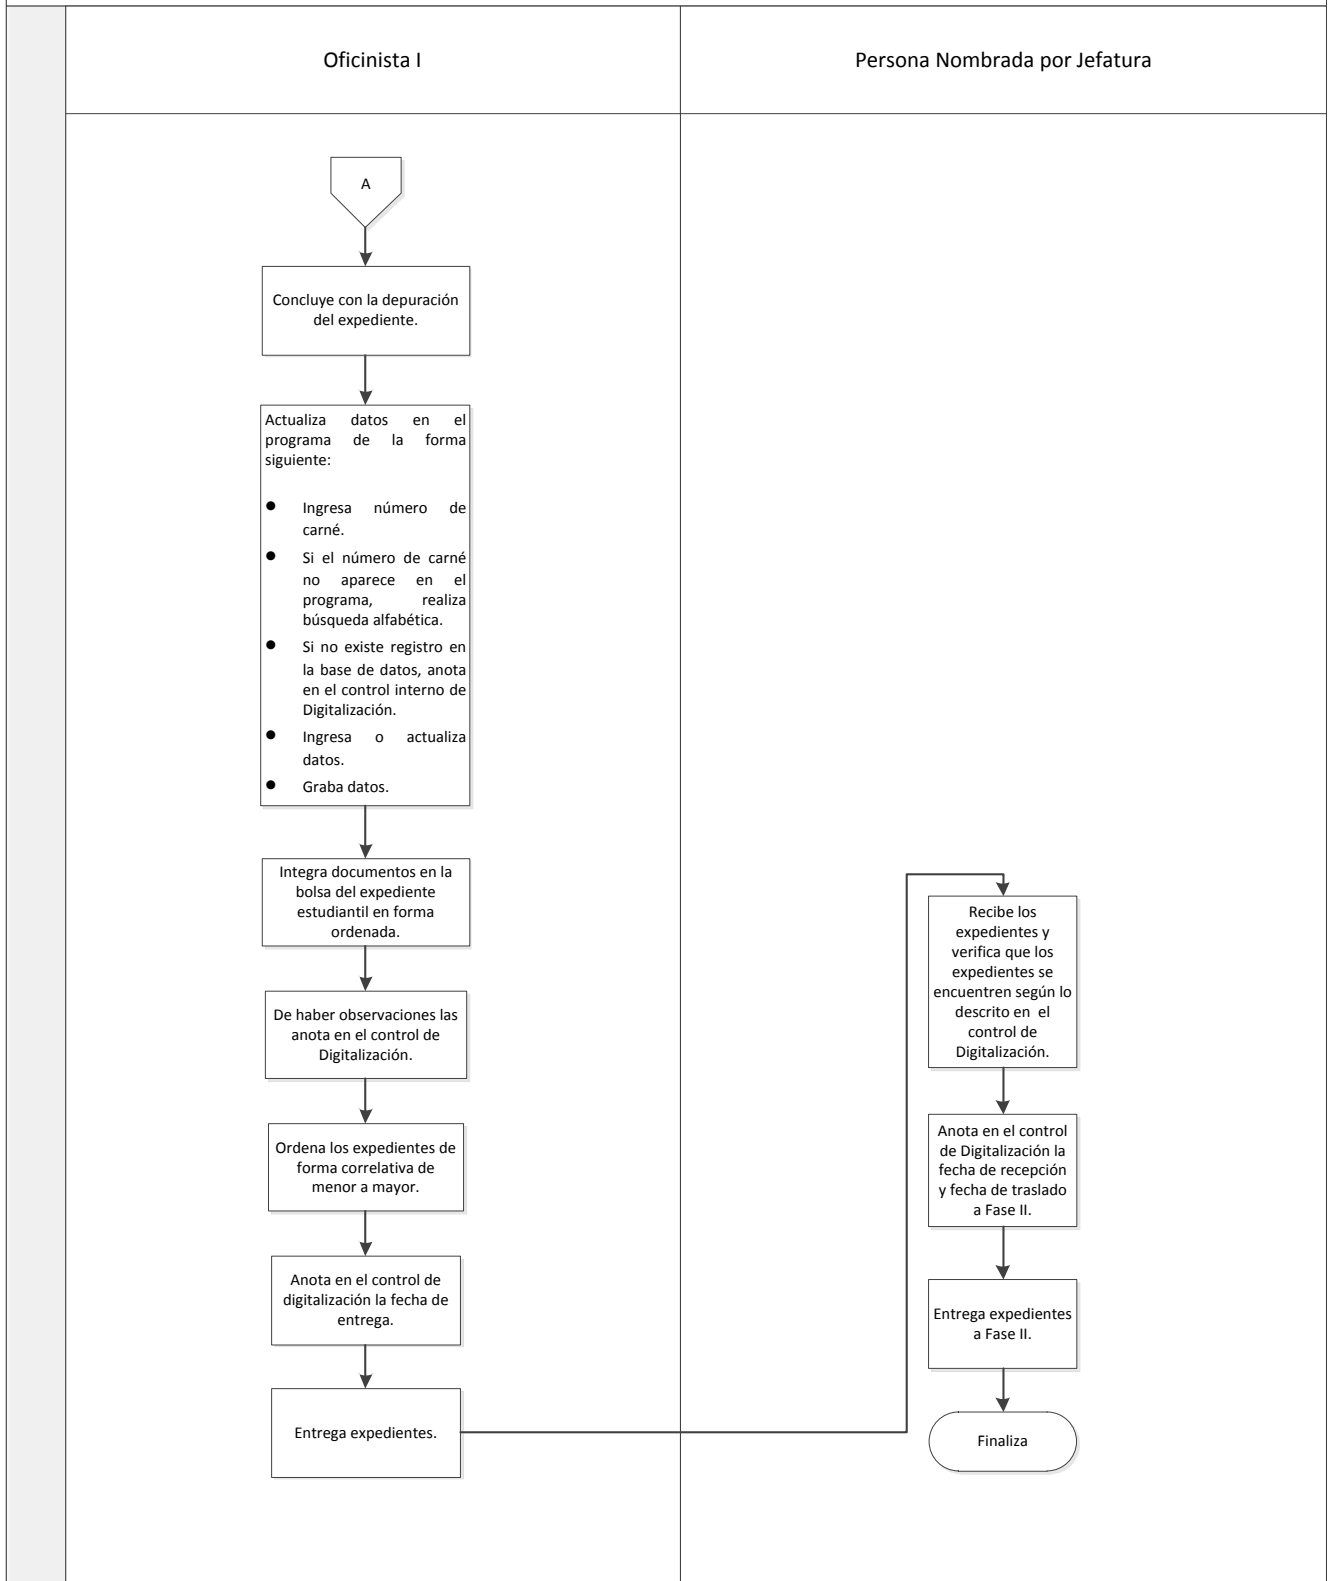 Oficinista I
Persona Nombrada por Jefatura
A
Concluye con la depuración
del expediente.
Actualiza datos en el
programa de la forma
siguiente:
● Ingresa número de
carné.
● Si el número de carné
no aparece en el
programa, realiza
búsqueda alfabética.
● Si no existe registro en
la base de datos, anota
en el control interno de
Digitalización.
● Ingresa o actualiza
datos.
● Graba datos.
Integra documentos en la
bolsa del expediente
estudiantil en forma
ordenada.
De haber observaciones las
anota en el control de
Digitalización.
Ordena los expedientes de
forma correlativa de
menor a mayor.
Anota en el control de
digitalización la fecha de
entrega.
Entrega expedientes.
Recibe los
expedientes y
verifica que los
expedientes se
encuentren según lo
descrito en el
control de
Digitalización.
Anota en el control
de Digitalización la
fecha de recepción
y fecha de traslado
a Fase II.
Entrega expedientes
a Fase II.
Finaliza